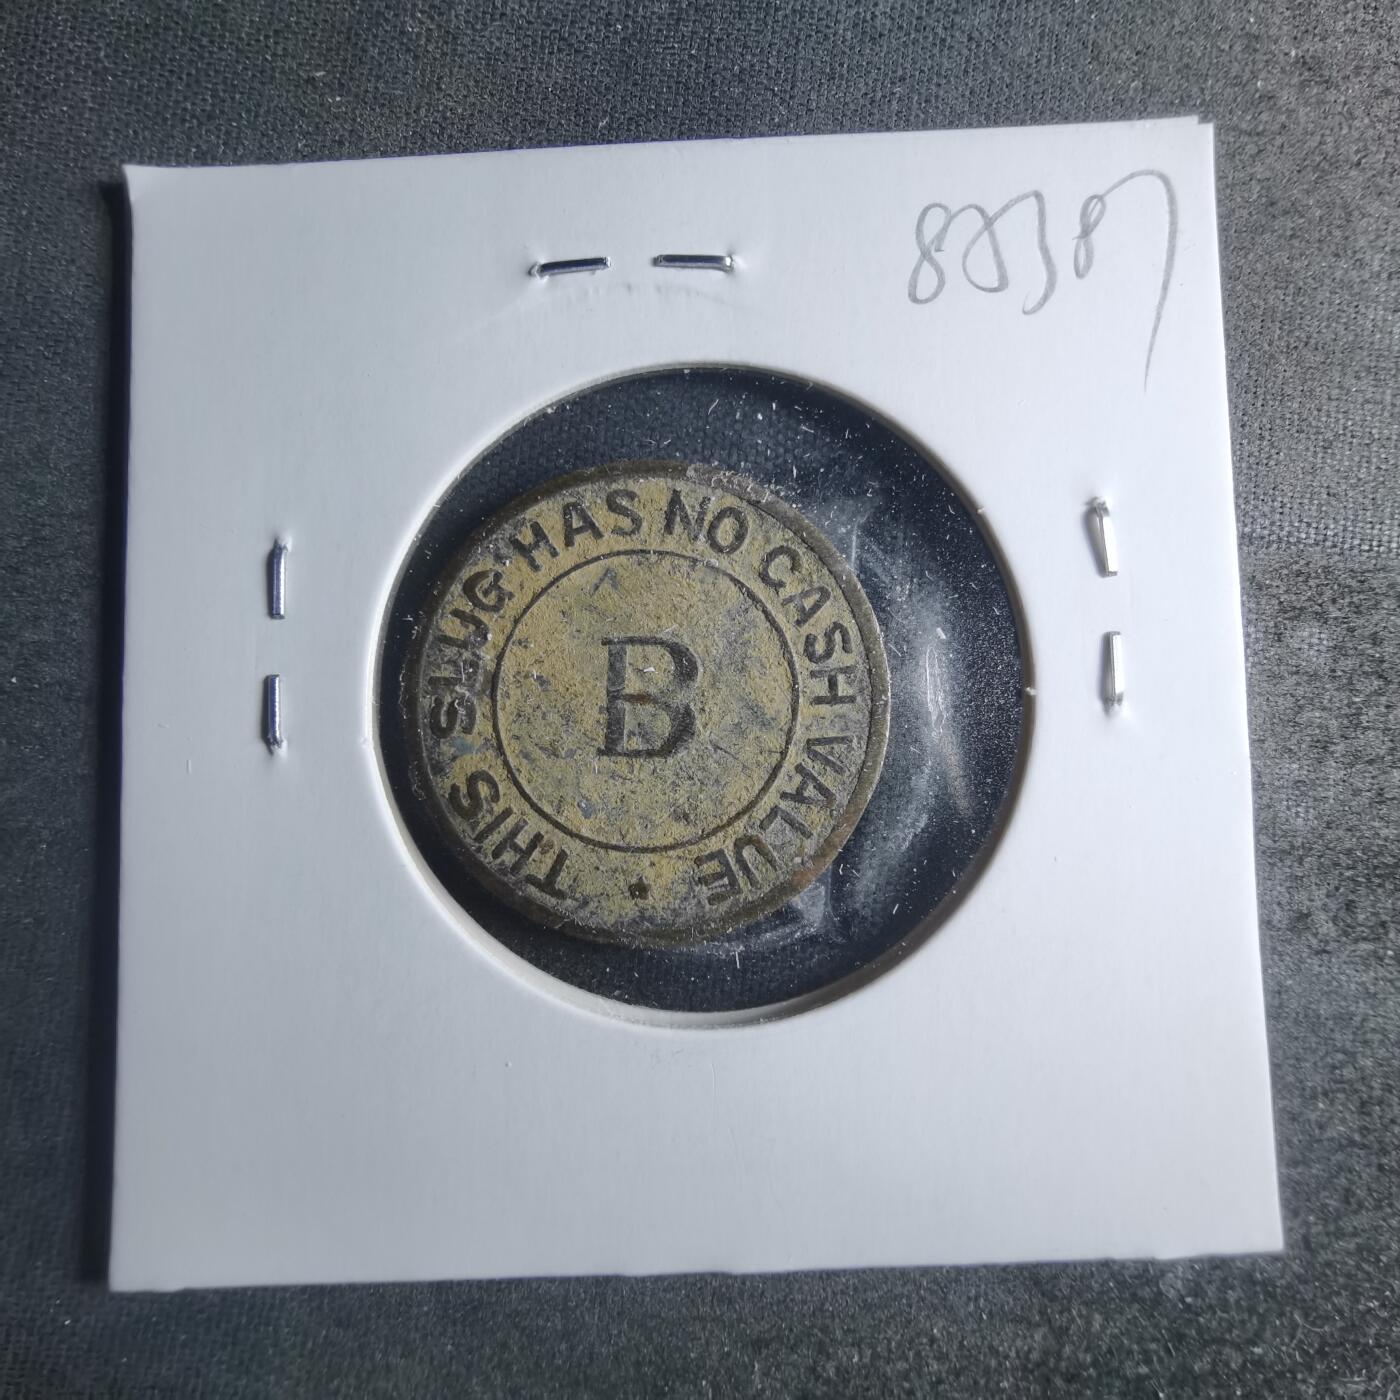 THIS SLUG HAS NO CASH VALUE •
B